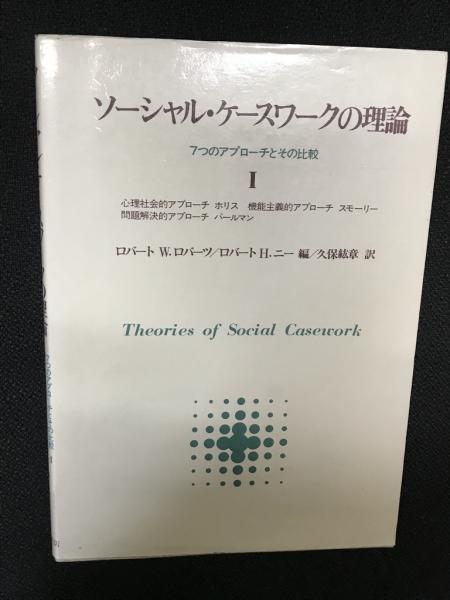 ソーシャル・ケースワークの理論
7つのアプローチとその比較
I
心理社会的アプローチ ホリス 機能主義的アプローチ スモーリー
問題解決的アプローチ パールマン
ロバート W.ロバーツ/ロバート H.ニー 編/久保紘章 訳
Theories of Social Casework